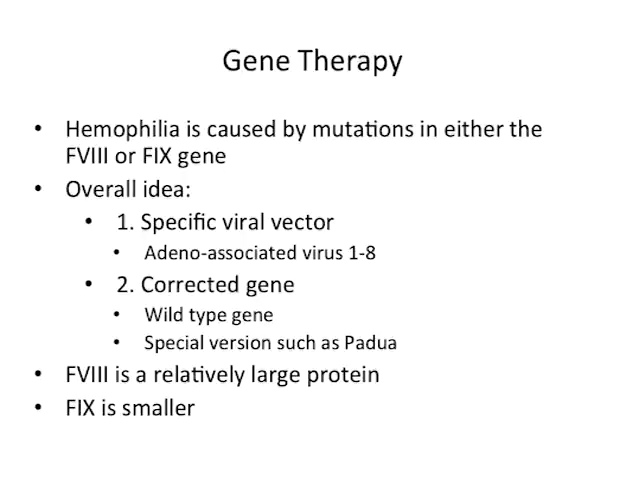 Gene Therapy
• Hemophilia is caused by mutations in either the
FVIII or FIX gene
• Overall idea:
• 1. Specific viral vector
• Adeno-associated virus 1-8
• 2. Corrected gene
• Wild type gene
• Special version such as Padua
• FVIII is a relatively large protein
• FIX is smaller